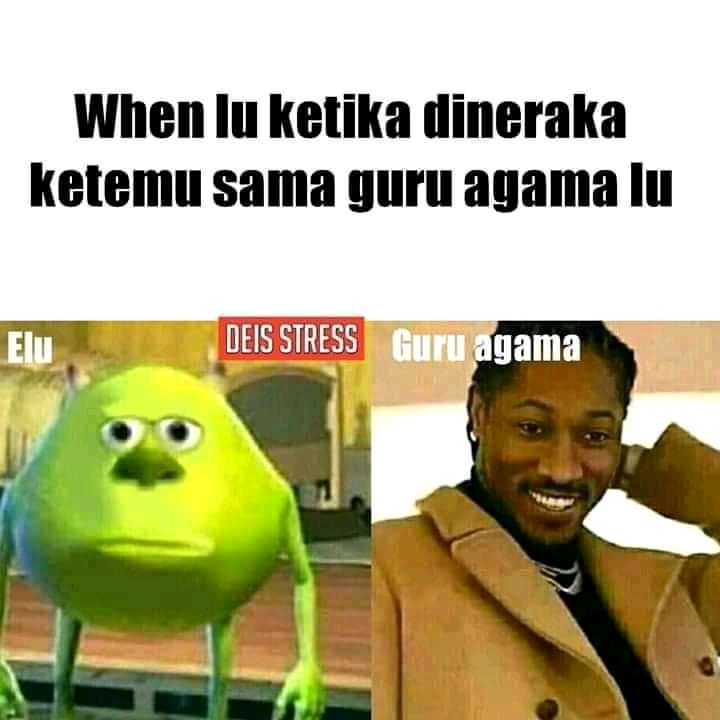 When lu ketika dineraka
ketemu sama guru agama lu
Elu
DEIS STRESS
Guru agama